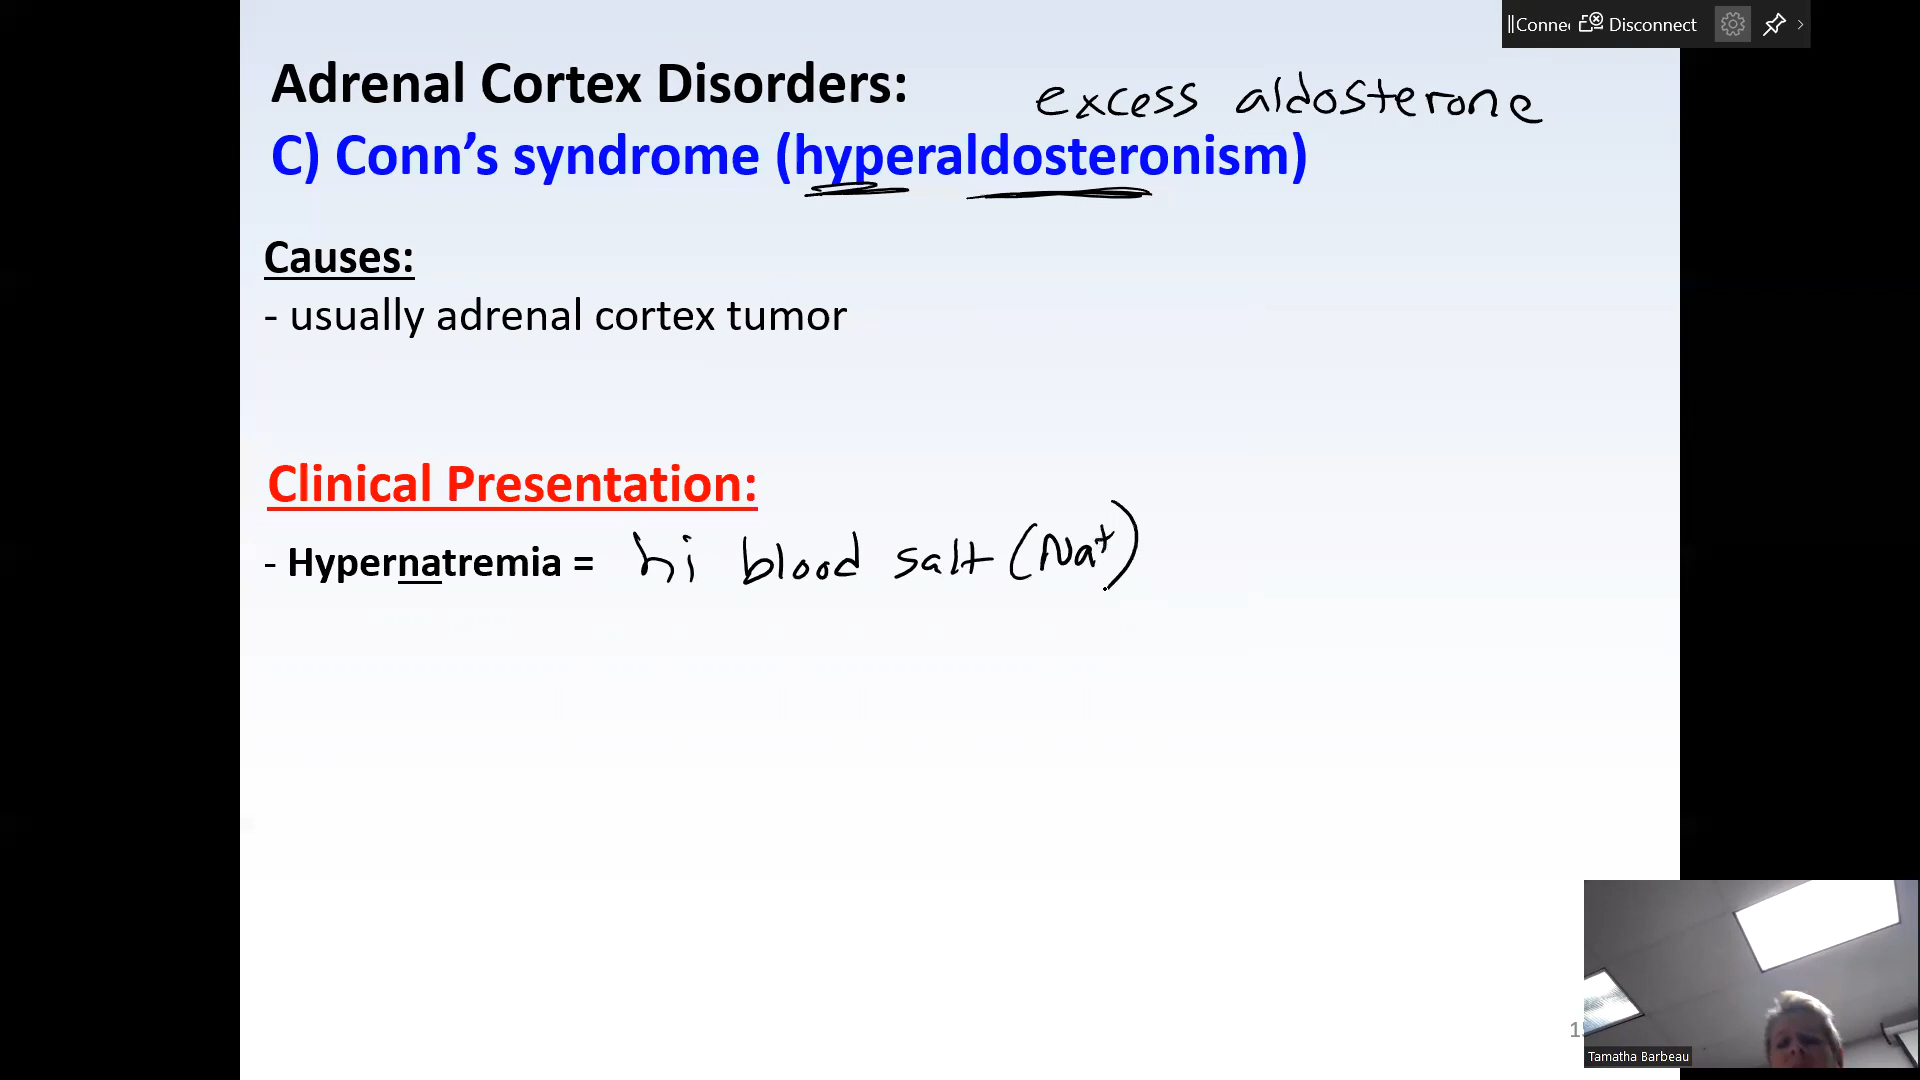 Conne Disconnect
Adrenal Cortex Disorders:
excess aldosterone
C) Conn’s syndrome (hyperaldosteronism)
Causes:
- usually adrenal cortex tumor
Clinical Presentation:
- Hypernatremia = hi blood salt (Na+)
Tamatha Barbeau